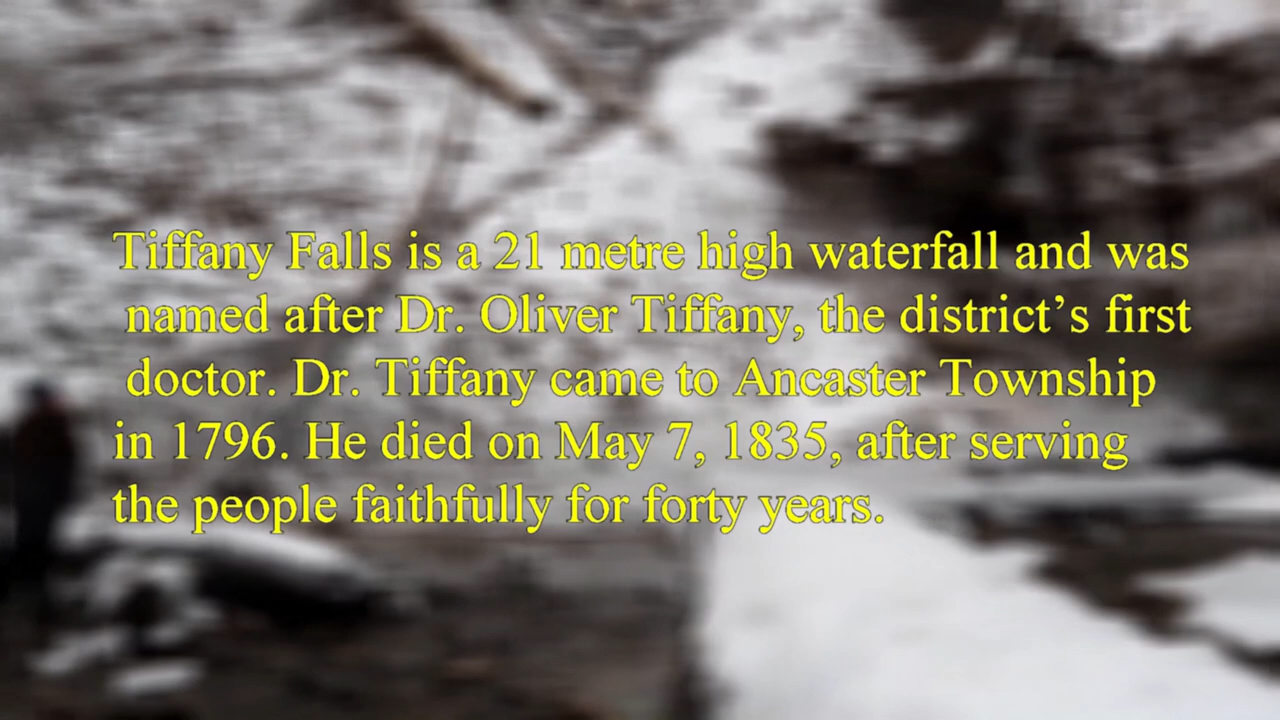 Tiffany Falls is a 21 metre high waterfall and was
named after Dr. Oliver Tiffany, the district’s first
doctor. Dr. Tiffany came to Ancaster Township
in 1796. He died on May 7, 1835, after serving
the people faithfully for forty years.